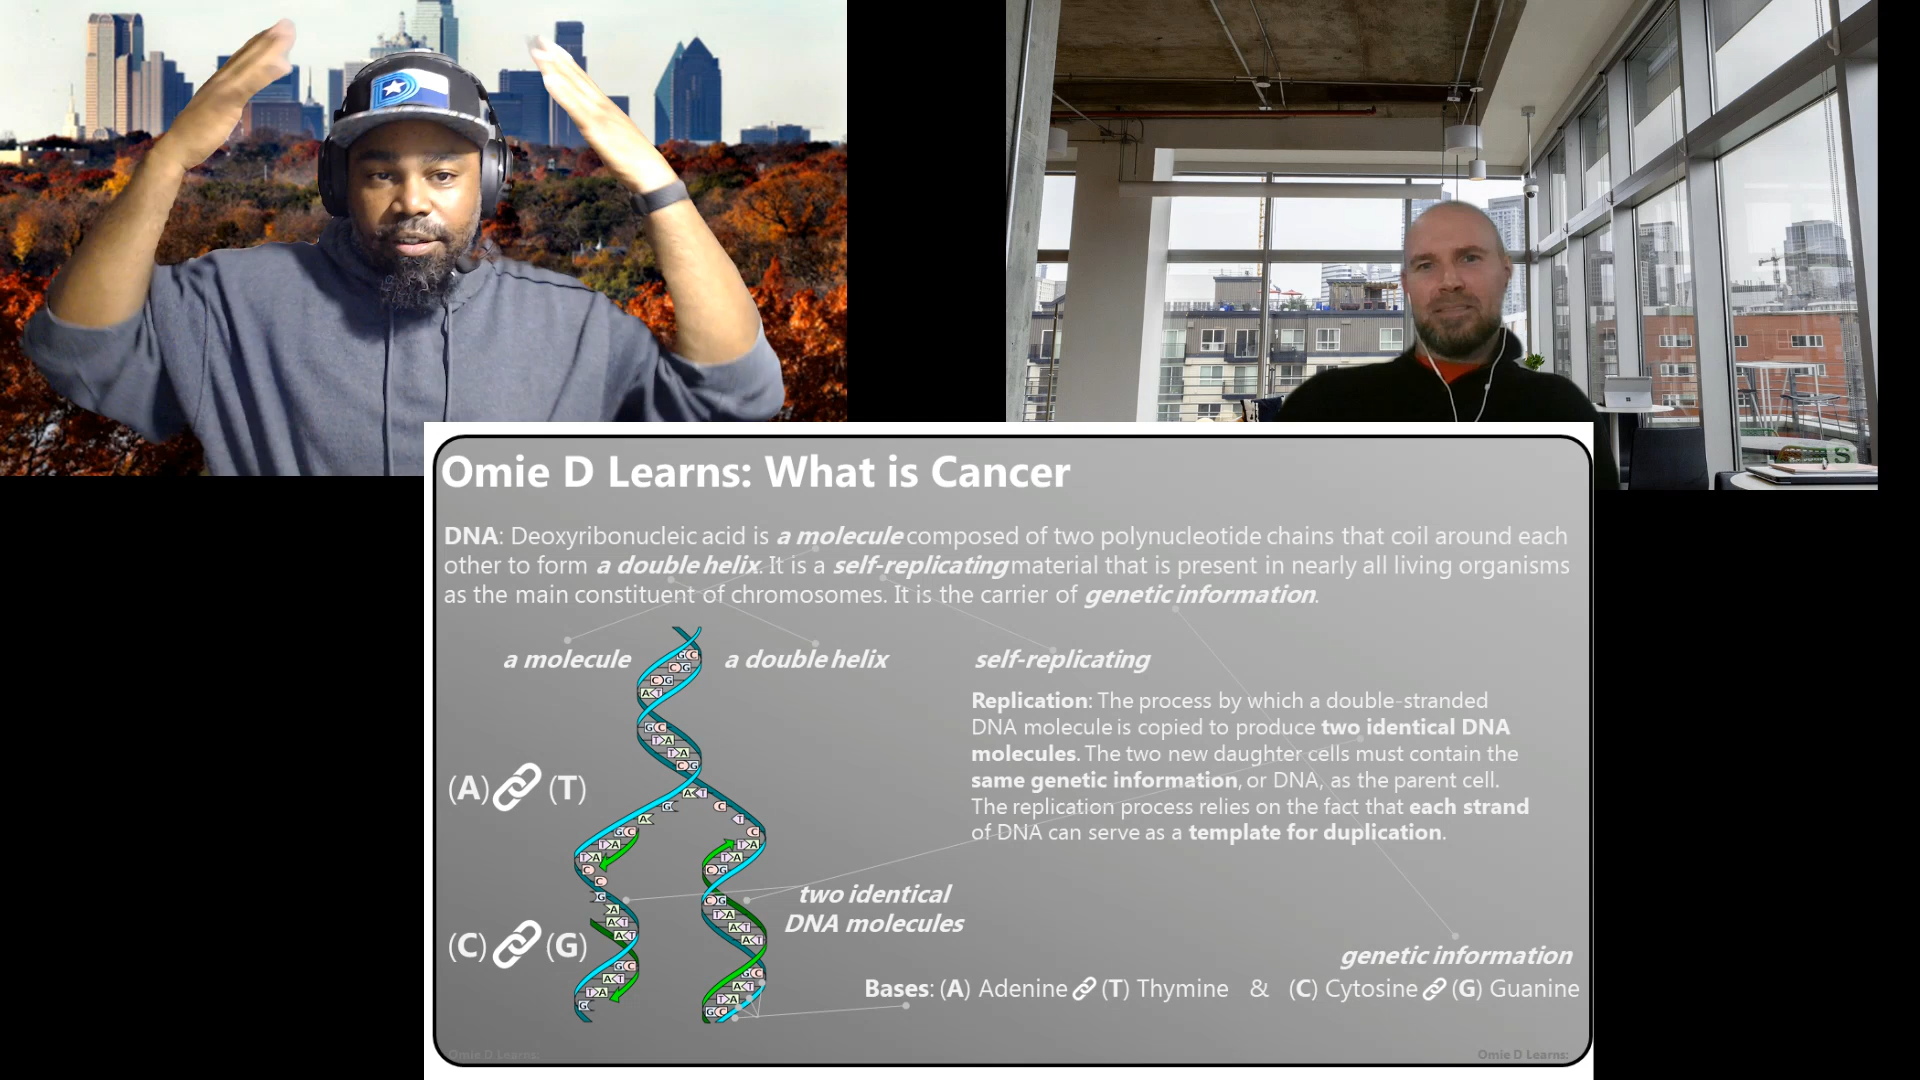 Omie D Learns: What is Cancer
DNA: Deoxyribonucleic acid is a molecule composed of two polynucleotide chains that coil around each
other to form a double helix. It is a self-replicating material that is present in nearly all living organisms
as the main constituent of chromosomes. It is the carrier of genetic information.
a molecule
a double helix
self-replicating
Replication: The process by which a double-stranded
DNA molecule is copied to produce two identical DNA
molecules. The two new daughter cells must contain the
same genetic information, or DNA, as the parent cell.
The replication process relies on the fact that each strand
of DNA can serve as a template for duplication.
(A) (T)
two identical
DNA molecules
(C) (G)
genetic information
Bases: (A) Adenine (T) Thymine & (C) Cytosine (G) Guanine
Omie D Learns:
Omie D Learns: